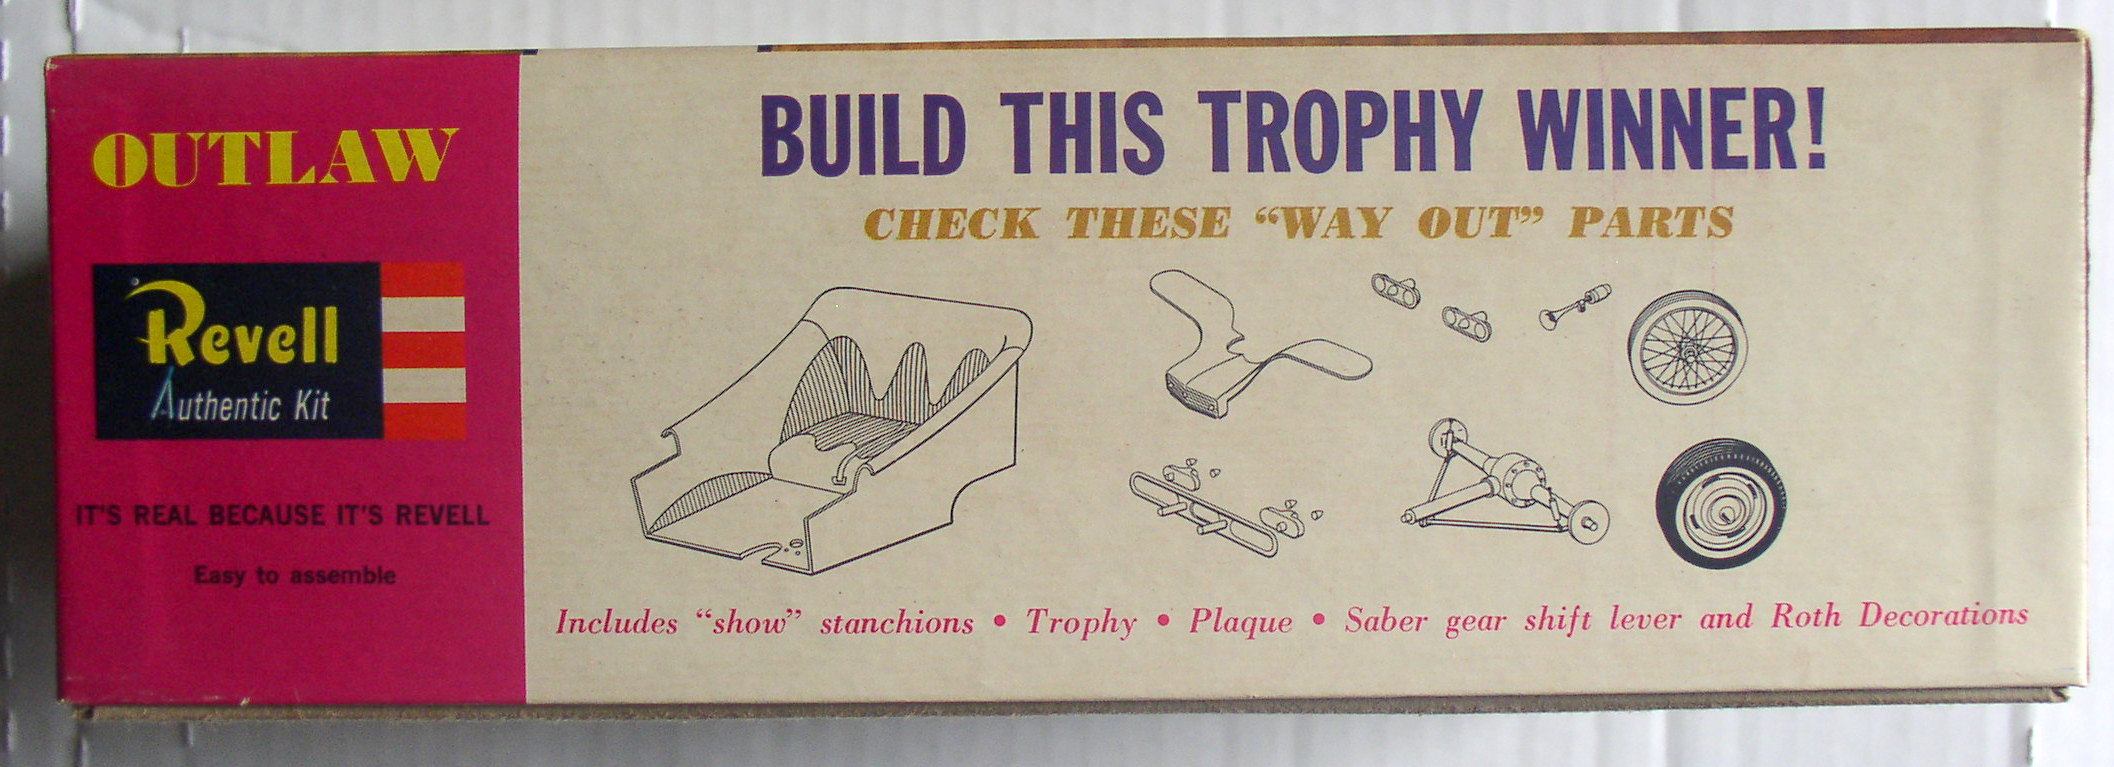 OUTLAW
Revell
Authentic Kit
IT'S REAL BECAUSE IT'S REVELL
Easy to assemble
BUILD THIS TROPHY WINNER!
CHECK THESE “WAY OUT” PARTS
Includes “show” stanchions • Trophy • Plaque • Saber gear shift lever and Roth Decorations